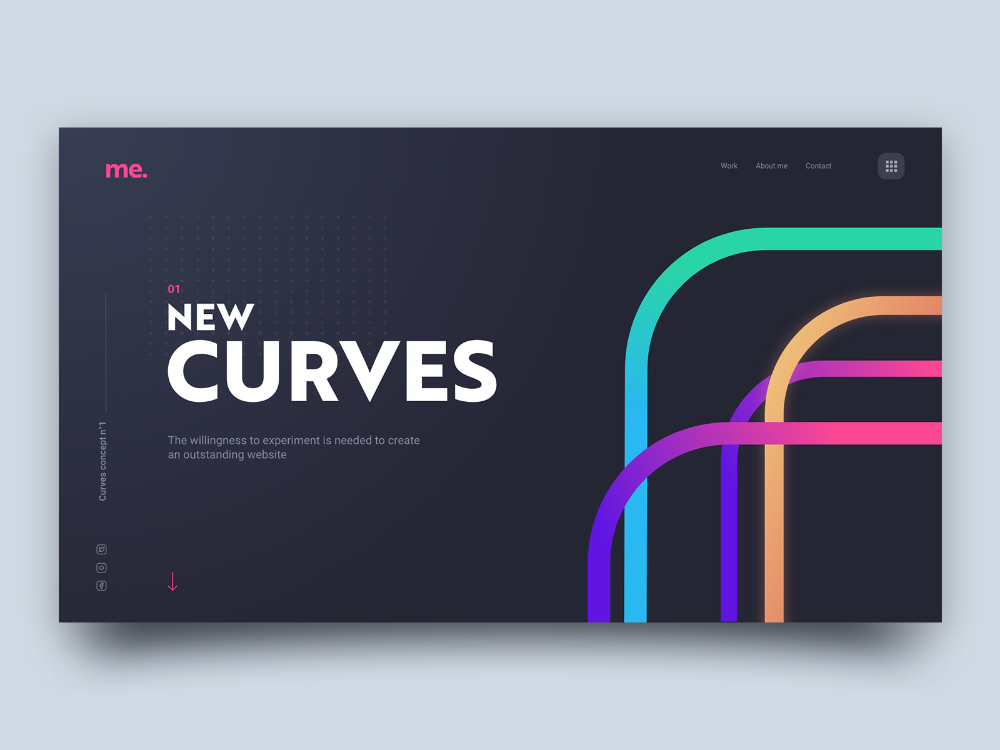 me.
Work
About me
Contact
01
NEW
CURVES
The willingness to experiment is needed to create
an outstanding website
Curves concept n°1